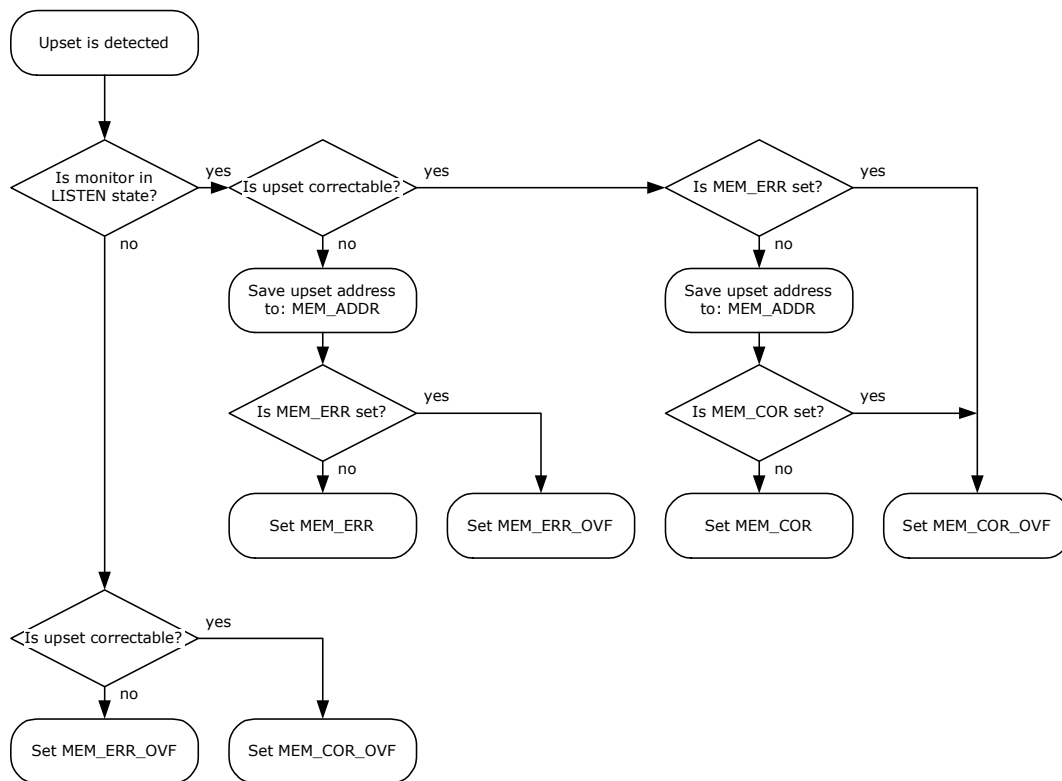 Upset is detected
Is monitor in
LISTEN state?
yes
no
Is upset correctable?
yes
no
Is MEM_ERR set?
yes
no
Save upset address
to: MEM_ADDR
Save upset address
to: MEM_ADDR
Is MEM_ERR set?
yes
no
Is MEM_COR set?
yes
no
Set MEM_ERR
Set MEM_ERR_OVF
Set MEM_COR
Set MEM_COR_OVF
Is upset correctable?
yes
no
Set MEM_ERR_OVF
Set MEM_COR_OVF